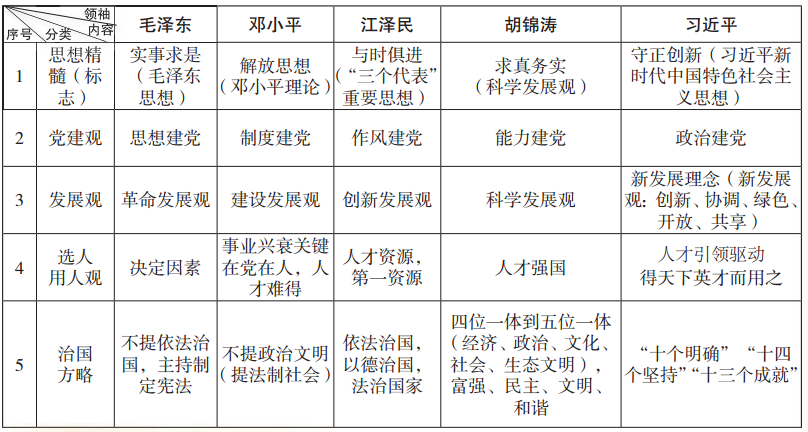 领袖
内容
序号 分类
毛泽东
邓小平
江泽民
胡锦涛
习近平
1
思想精
髓（标
志）
实事求是
（毛泽东
思想）
解放思想
（邓小平理论）
与时俱进
（“三个代表”
重要思想）
求真务实
（科学发展观）
守正创新（习近平新
时代中国特色社会主
义思想）
2
党建观
思想建党
制度建党
作风建党
能力建党
政治建党
3
发展观
革命发展观
建设发展观
创新发展观
科学发展观
新发展理念（新发展
观：创新、协调、绿色、
开放、共享）
4
选人
用人观
决定因素
事业兴衰关键
在党在人，人
才难得
人才资源，
第一资源
人才强国
人才引领驱动
得天下英才而用之
5
治国
方略
不提依法治
国，主持制
定宪法
不提政治文明
（提法制社会）
依法治国，
以德治国，
法治国家
四位一体到五位一体
（经济、政治、文化、
社会、生态文明），
富强、民主、文明、
和谐
“十个明确” “十四
个坚持”“十三个成就”